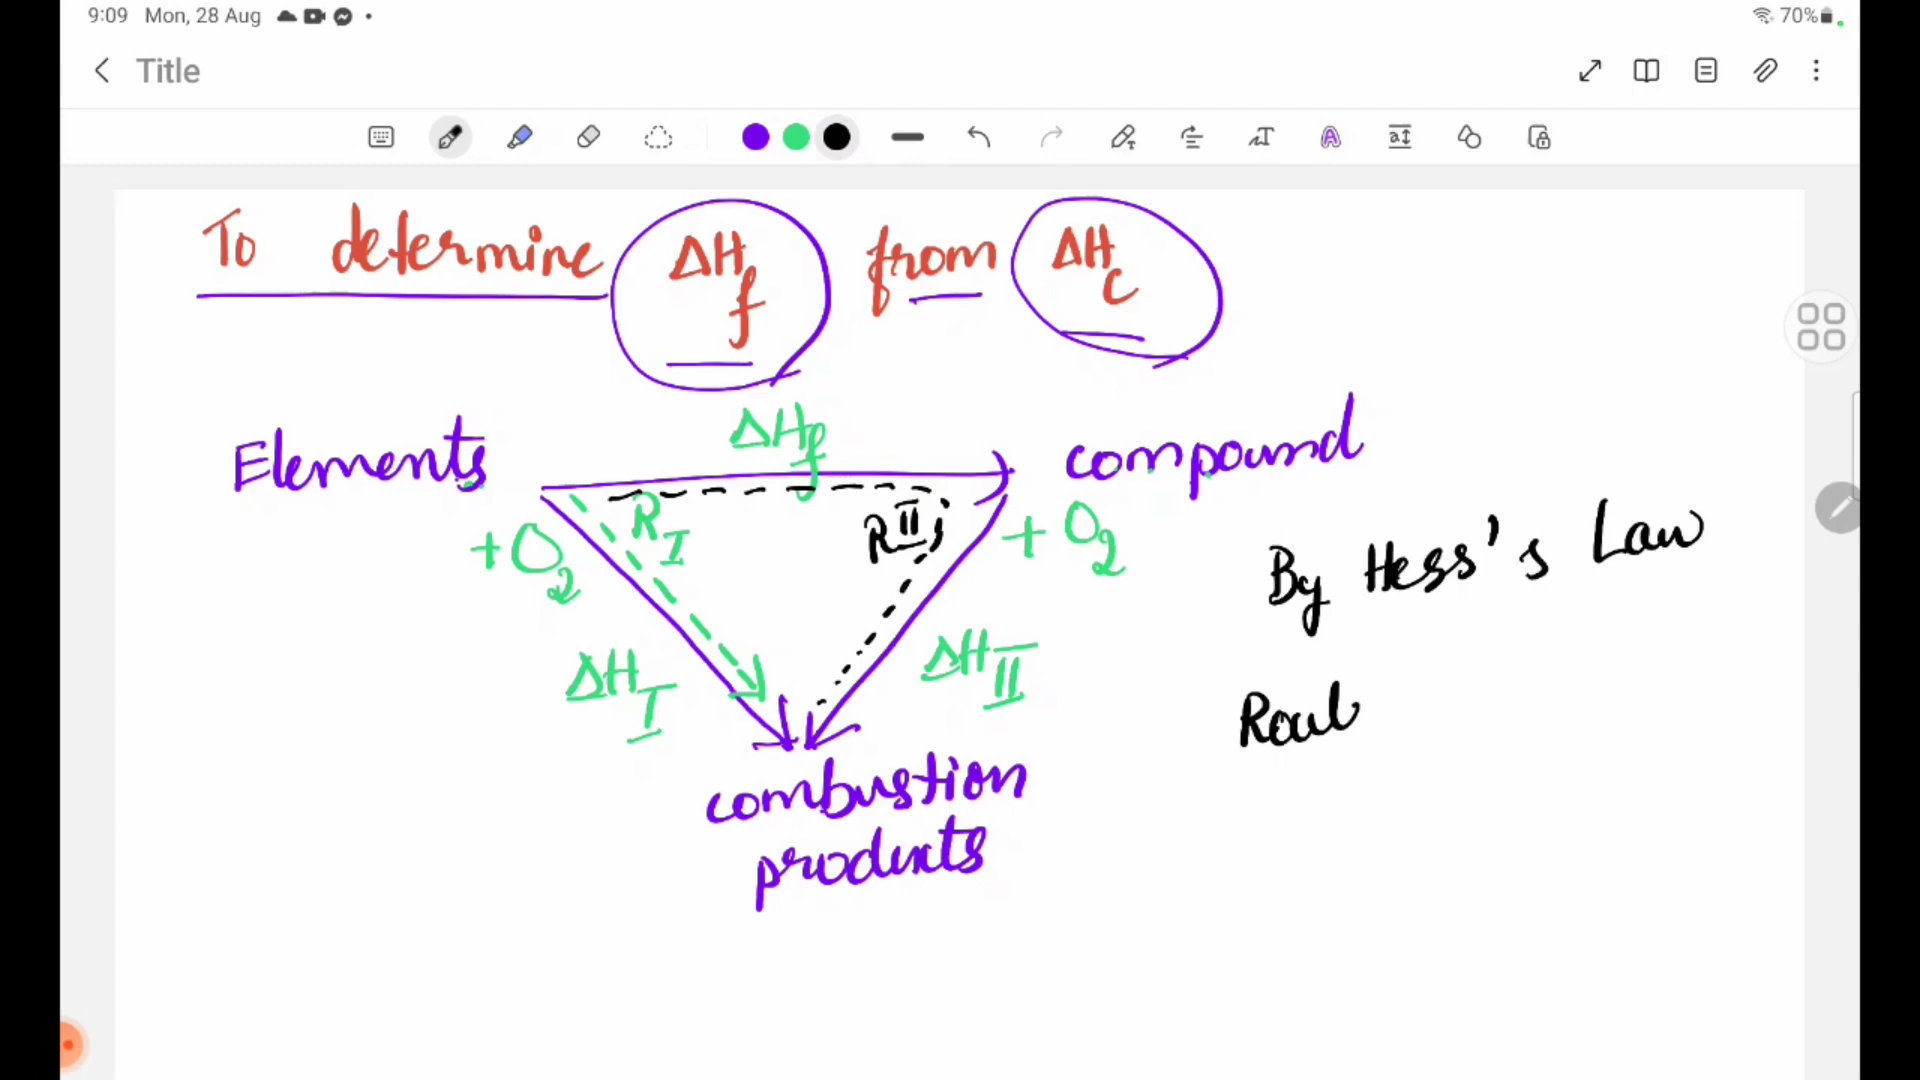 9:09 Mon, 28 Aug
70%
Title
To determine ΔHf from ΔHc
ΔHf
Elements compound
+O2 RI RII + O2
By Hess's Law
ΔHI ΔHII
Rout
combustion
products